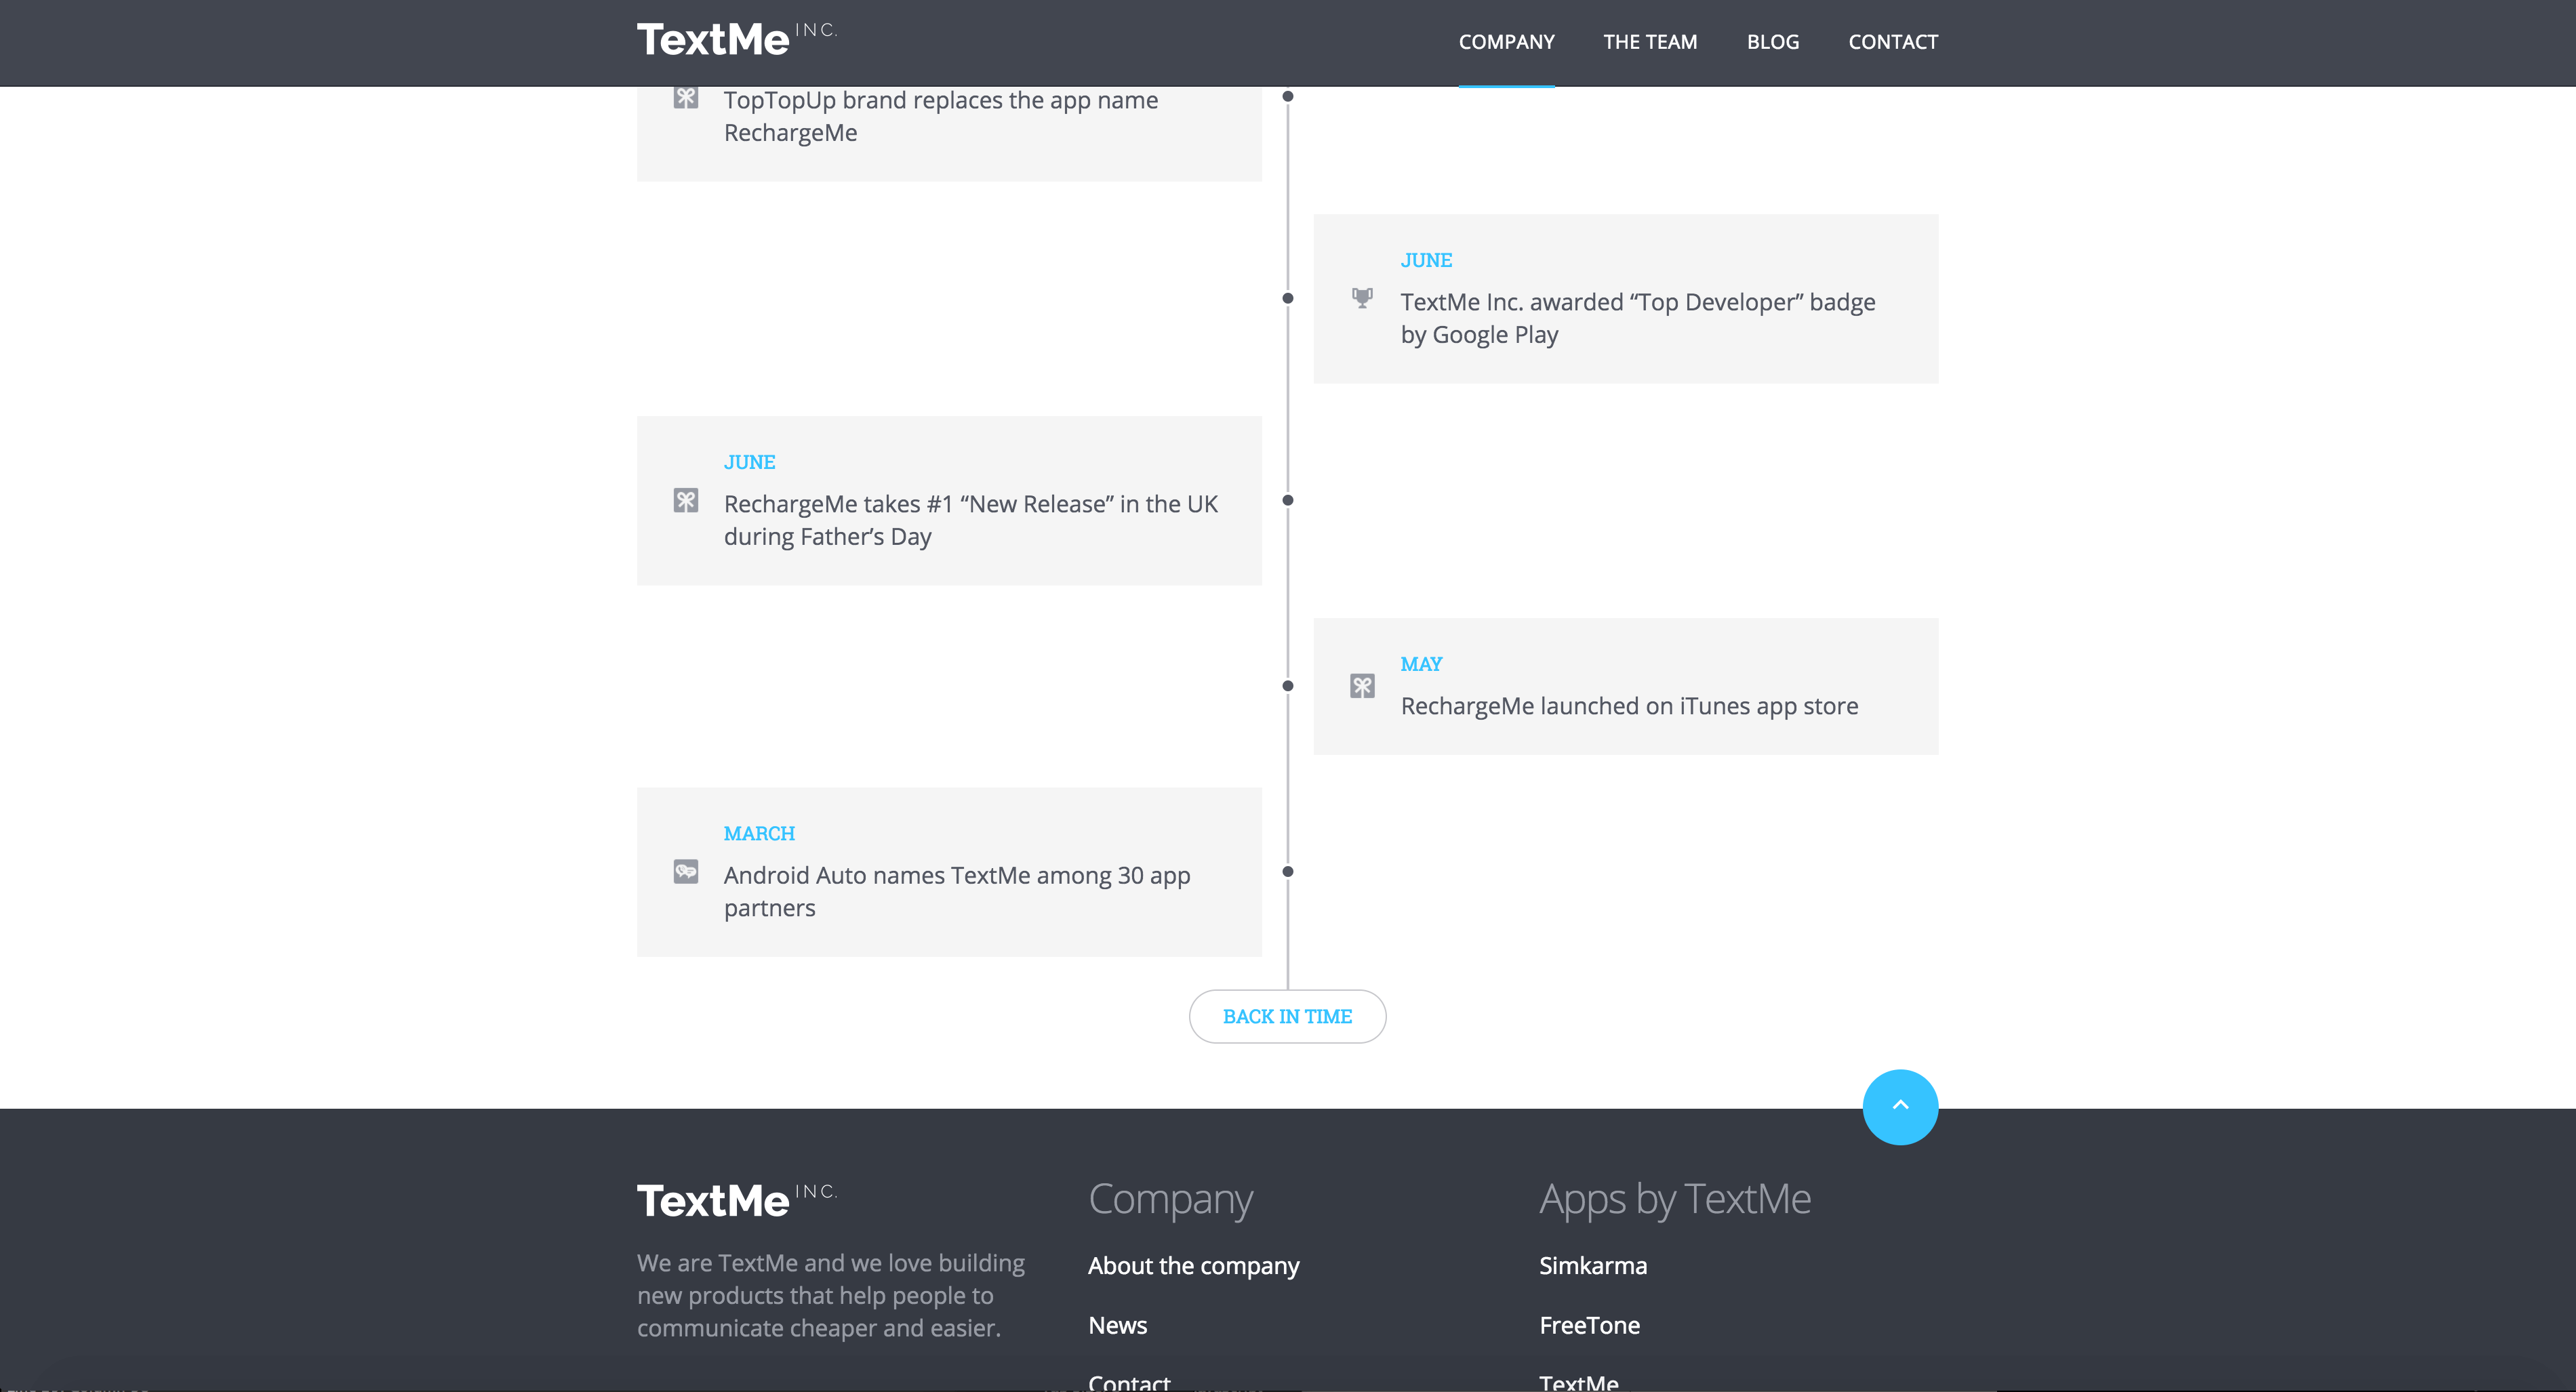 TextMe INC.
COMPANY THE TEAM BLOG CONTACT
TopTopUp brand replaces the app name
RechargeMe
JUNE
TextMe Inc. awarded “Top Developer” badge
by Google Play
JUNE
RechargeMe takes #1 “New Release” in the UK
during Father’s Day
MAY
RechargeMe launched on iTunes app store
MARCH
Android Auto names TextMe among 30 app
partners
BACK IN TIME
TextMe INC.
We are TextMe and we love building
new products that help people to
communicate cheaper and easier.
Company
About the company
News
Contact
Apps by TextMe
Simkarma
FreeTone
TextMe